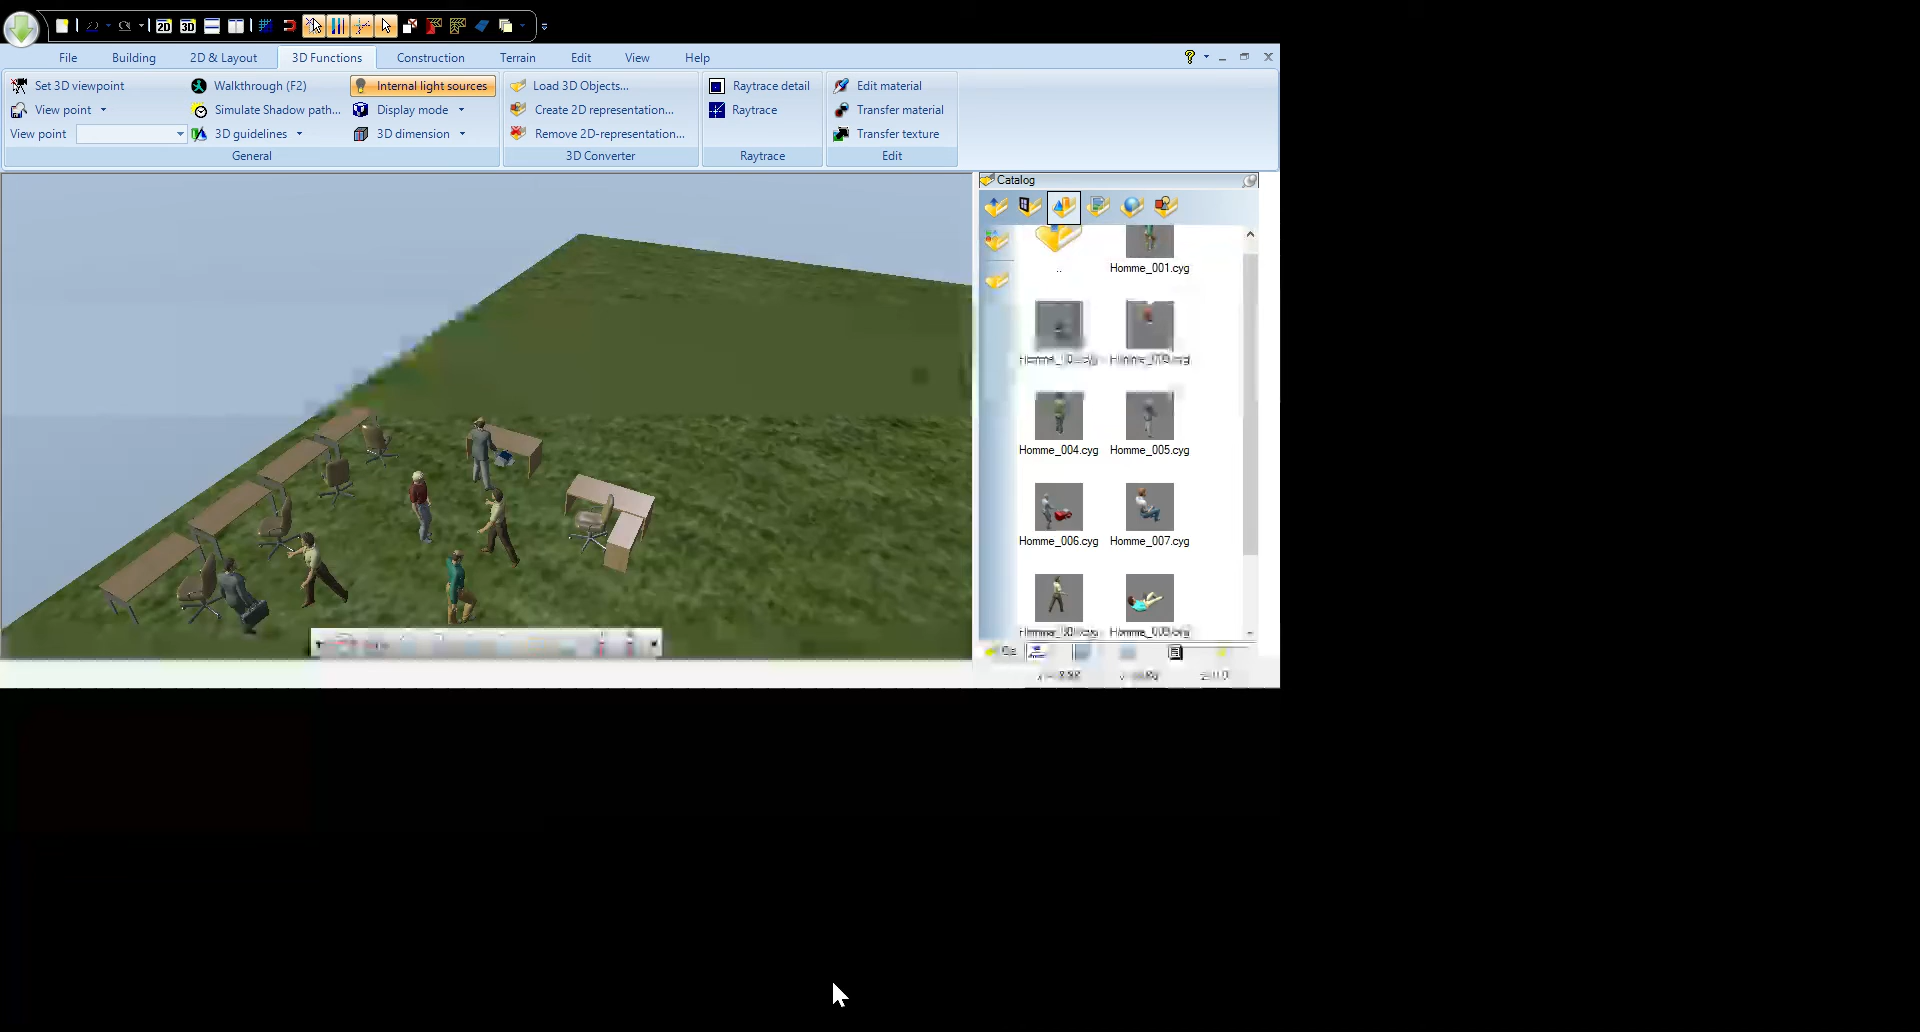 2D 3D
File Building 2D & Layout 3D Functions Construction Terrain Edit View Help
Set 3D viewpoint Walkthrough (F2) Internal light sources Load 3D Objects... Raytrace detail Edit material
View point Simulate Shadow path... Display mode Create 2D representation... Raytrace Transfer material
View point 3D guidelines 3D dimension Remove 2D-representation... Transfer texture
General 3D Converter Raytrace Edit
Catalog
..
Homme_001.cyg
Homme_004.cyg Homme_005.cyg
Homme_006.cyg Homme_007.cyg